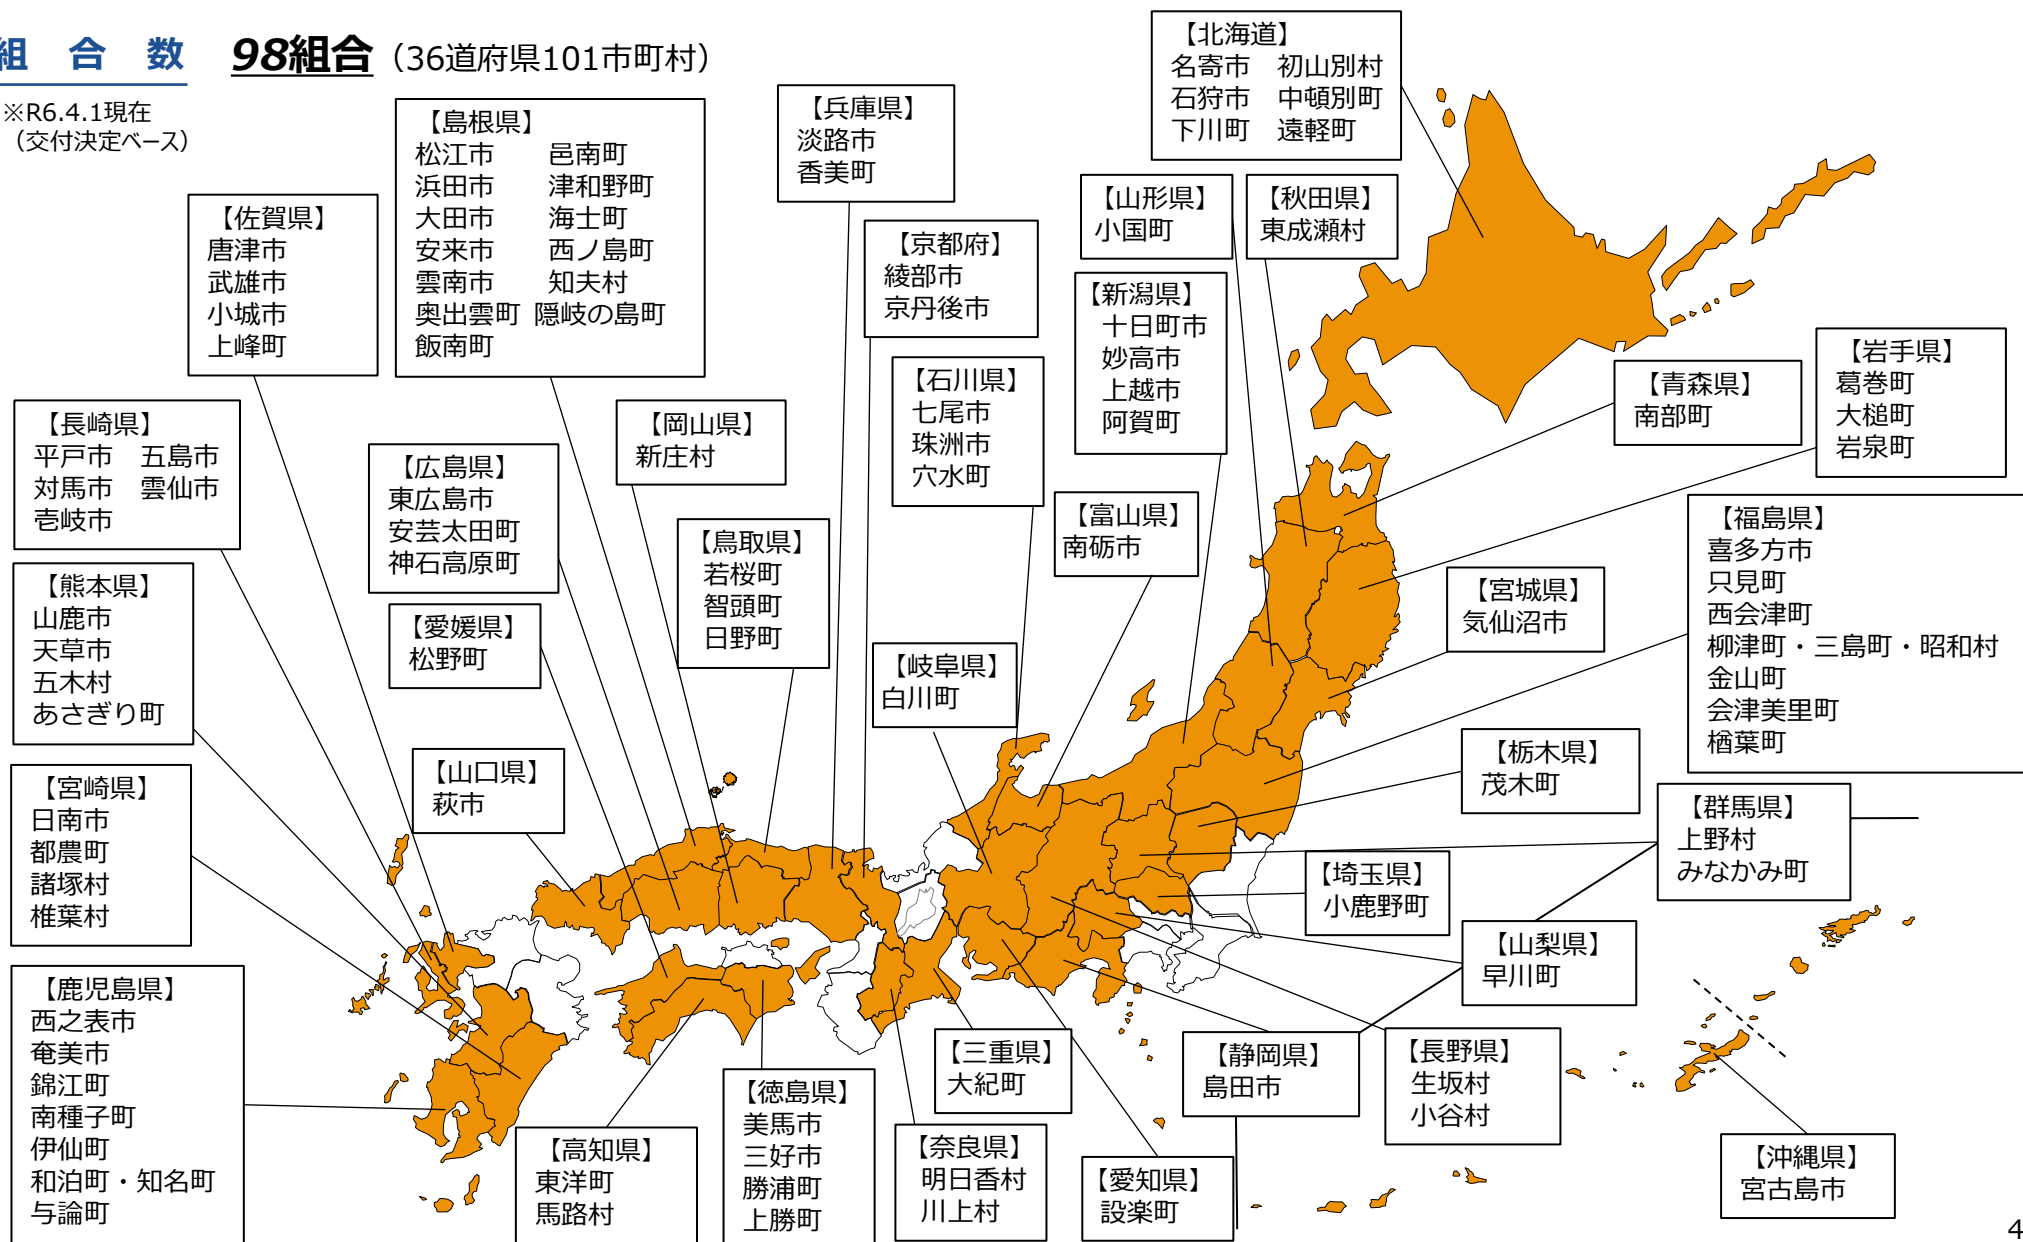 組 合 数 98組合（36道府県101市町村）
※R6.4.1現在
（交付決定ベース）
【北海道】
名寄市 初山別村
石狩市 中頓別町
下川町 遠軽町
【島根県】
松江市 邑南町
浜田市 津和野町
大田市 海士町
安来市 西ノ島町
雲南市 知夫村
奥出雲町 隠岐の島町
飯南町
【兵庫県】
淡路市
香美町
【佐賀県】
唐津市
武雄市
小城市
上峰町
【京都府】
綾部市
京丹後市
【山形県】
小国町
【秋田県】
東成瀬村
【新潟県】
十日町市
妙高市
上越市
阿賀町
【石川県】
七尾市
珠洲市
穴水町
【青森県】
南部町
【岩手県】
葛巻町
大槌町
岩泉町
【長崎県】
平戸市 五島市
対馬市 雲仙市
壱岐市
【広島県】
東広島市
安芸太田町
神石高原町
【岡山県】
新庄村
【鳥取県】
若桜町
智頭町
日野町
【富山県】
南砺市
【福島県】
喜多方市
只見町
西会津町
柳津町・三島町・昭和村
金山町
会津美里町
楢葉町
【宮城県】
気仙沼市
【熊本県】
山鹿市
天草市
五木村
あさぎり町
【愛媛県】
松野町
【岐阜県】
白川町
【栃木県】
茂木町
【山口県】
萩市
【宮崎県】
日南市
都農町
諸塚村
椎葉村
【群馬県】
上野村
みなかみ町
【埼玉県】
小鹿野町
【山梨県】
早川町
【鹿児島県】
西之表市
奄美市
錦江町
南種子町
伊仙町
和泊町・知名町
与論町
【三重県】
大紀町
【静岡県】
島田市
【長野県】
生坂村
小谷村
【高知県】
東洋町
馬路村
【徳島県】
美馬市
三好市
勝浦町
上勝町
【奈良県】
明日香村
川上村
【愛知県】
設楽町
【沖縄県】
宮古島市
4